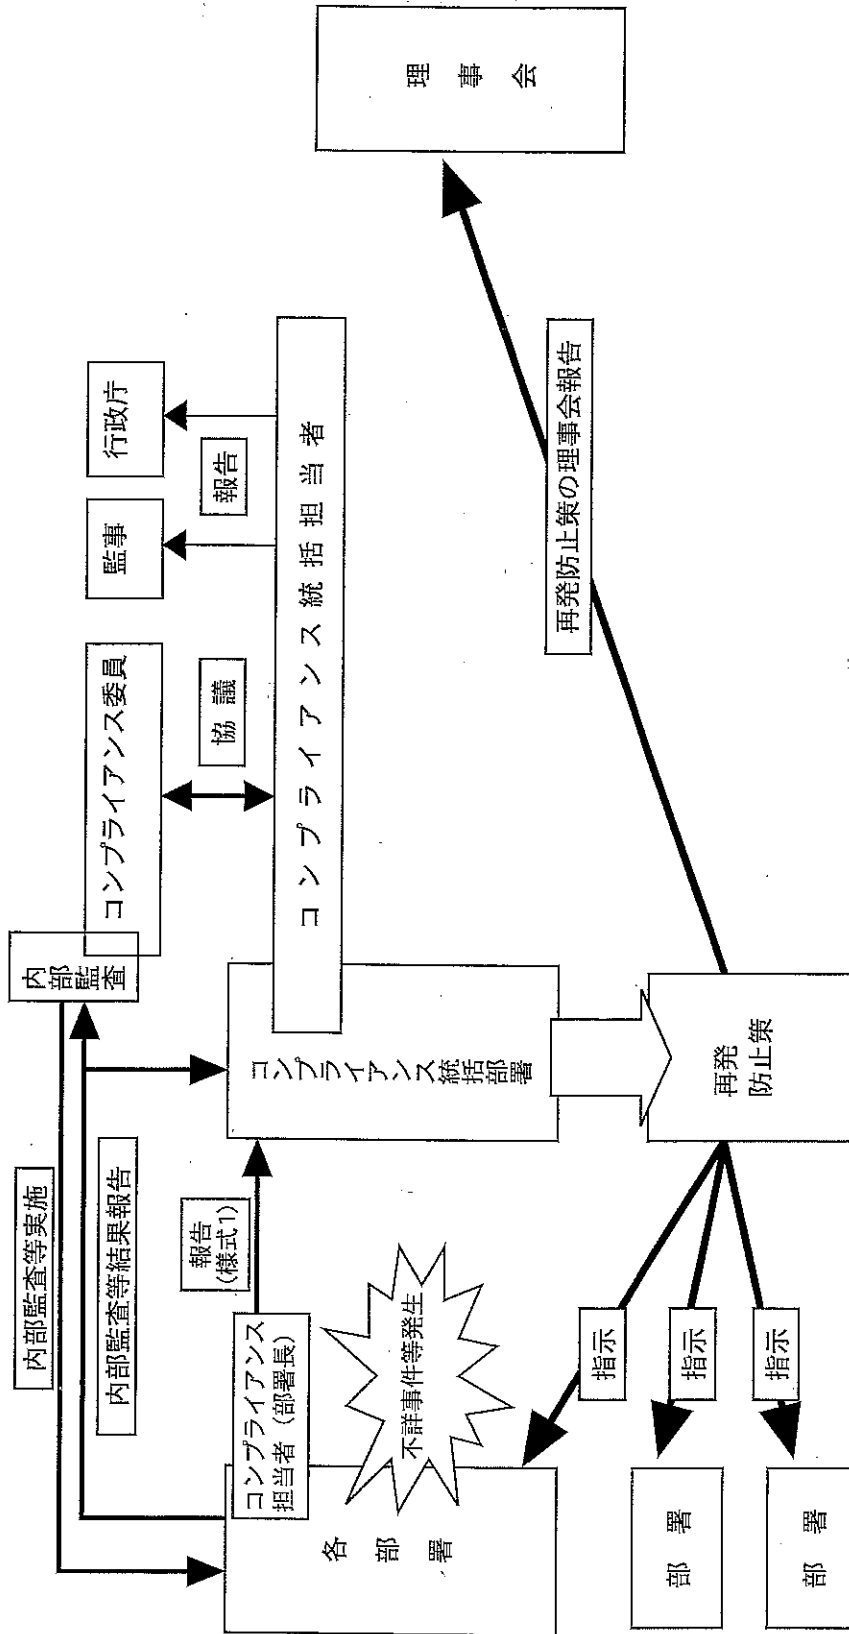 内部監査等実施
内部監査等結果報告
内部
監査
コンプライアンス委員
監事
行政庁
報告
(様式1)
協議
報告
コンプライアンス
担当者(部署長)
コンプライアンス統括部署
コンプライアンス統括担当者
各部署
不詳事件等発生
理事会
再発防止策の理事会報告
指示
指示
指示
再発
防止策
部署
部署